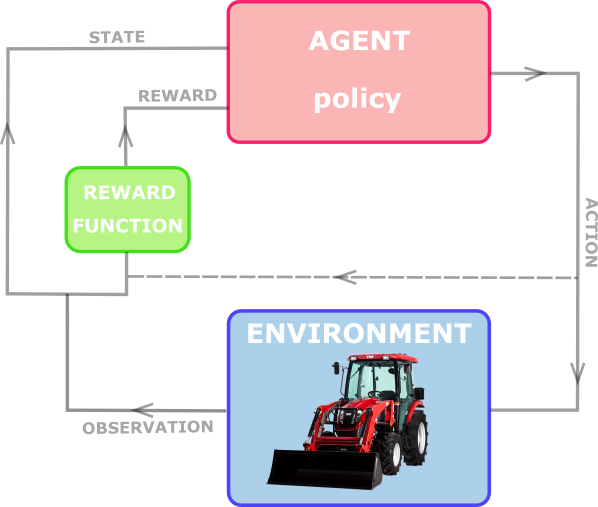 STATE
AGENT
policy
REWARD
REWARD
FUNCTION
ACTION
ENVIRONMENT
OBSERVATION